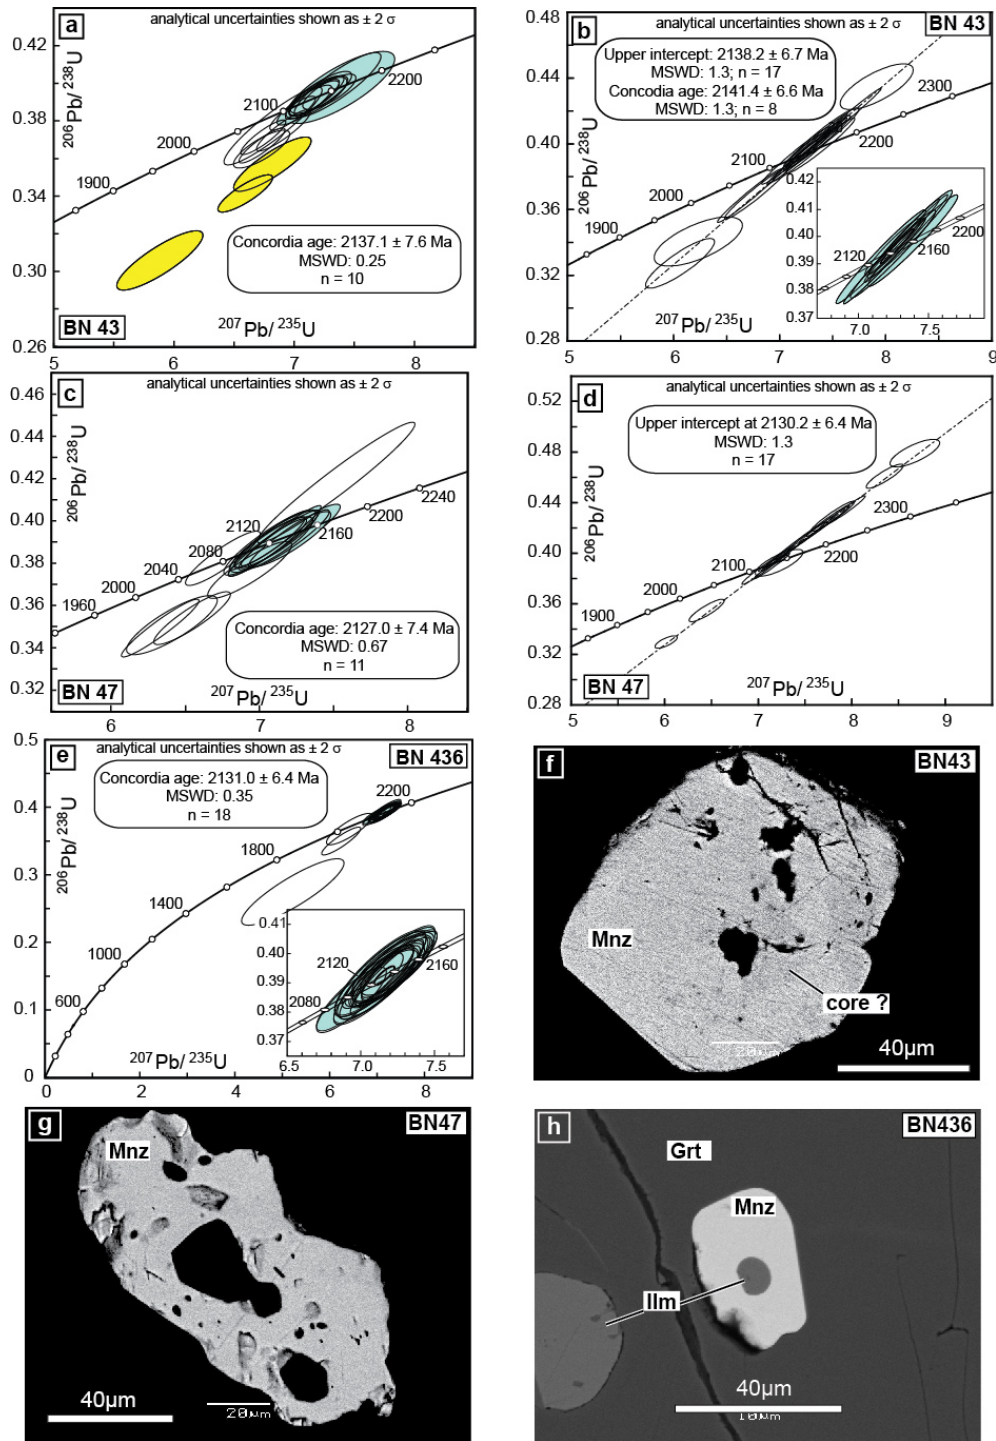 a
analytical uncertainties shown as ± 2 σ
0.42
0.38
0.34
0.30
0.26
²⁰⁶Pb/²³⁸U
1900
2000
2100
2200
Concordia age: 2137.1 ± 7.6 Ma
MSWD: 0.25
n = 10
BN 43
²⁰⁷Pb/²³⁵U
5 6 7 8
b
analytical uncertainties shown as ± 2 σ
BN 43
0.48
0.44
0.40
0.36
0.32
0.28
²⁰⁶Pb/²³⁸U
Upper intercept: 2138.2 ± 6.7 Ma
MSWD: 1.3; n = 17
Concodia age: 2141.4 ± 6.6 Ma
MSWD: 1.3; n = 8
1900
2000
2100
2200
2300
0.42
0.41
0.40
0.39
0.38
0.37
2120
2160
2200
7.0 7.5
²⁰⁷Pb/²³⁵U
5 6 7 8 9
c
analytical uncertainties shown as ± 2 σ
0.46
0.43
0.40
0.37
0.34
0.31
²⁰⁶Pb/²³⁸U
1960
2000
2040
2080
2120
2160
2200
2240
Concordia age: 2127.0 ± 7.4 Ma
MSWD: 0.67
n = 11
BN 47
²⁰⁷Pb/²³⁵U
6 7 8
d
analytical uncertainties shown as ± 2 σ
0.52
0.48
0.44
0.40
0.36
0.32
0.28
²⁰⁶Pb/²³⁸U
Upper intercept at 2130.2 ± 6.4 Ma
MSWD: 1.3
n = 17
1900
2000
2100
2200
2300
BN 47
²⁰⁷Pb/²³⁵U
5 6 7 8 9
e
analytical uncertainties shown as ± 2 σ
BN 436
0.5
0.4
0.3
0.2
0.1
0
²⁰⁶Pb/²³⁸U
Concordia age: 2131.0 ± 6.4 Ma
MSWD: 0.35
n = 18
600
1000
1400
1800
2200
0.41
0.40
0.39
0.38
0.37
0.36
2080
2120
2160
6.5 7.0 7.5
²⁰⁷Pb/²³⁵U
0 2 4 6 8
f
BN43
Mnz
core ?
20µm
40µm
g
BN47
Mnz
40µm
20µm
h
BN436
Grt
Mnz
Ilm
40µm
10µm